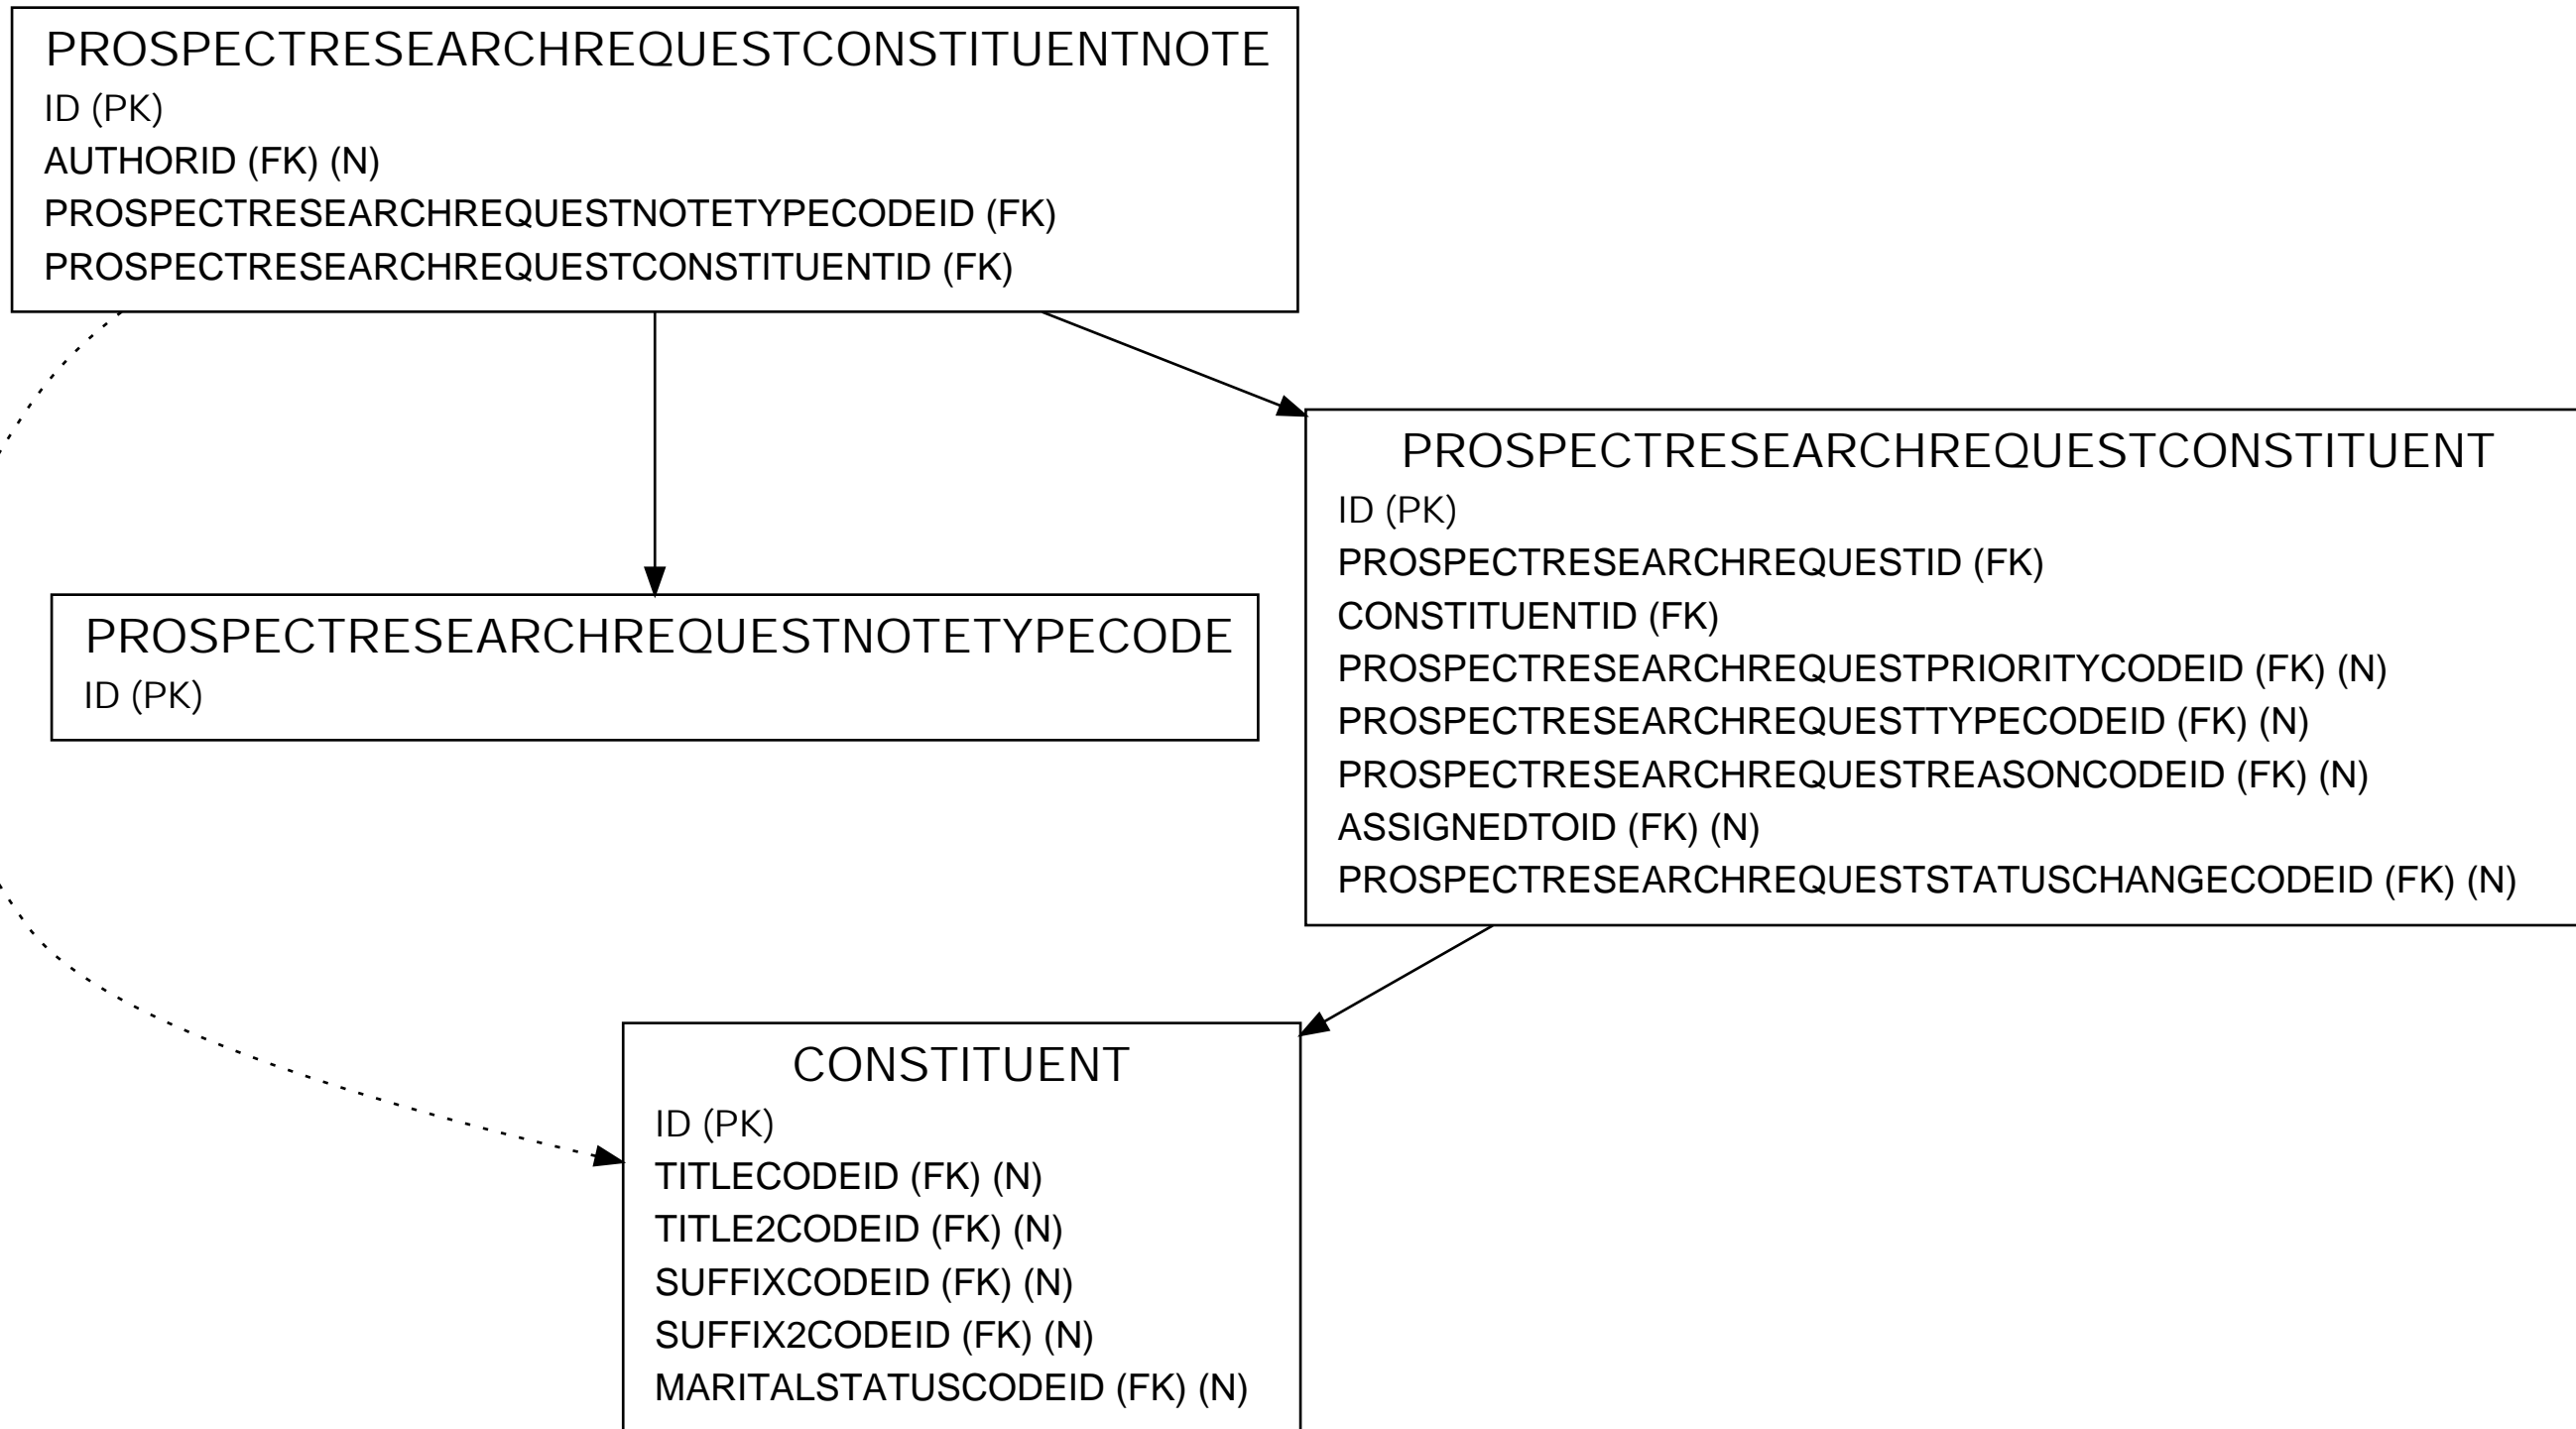 PROSPECTRESEARCHREQUESTCONSTITUENTNOTE
ID (PK)
AUTHORID (FK) (N)
PROSPECTRESEARCHREQUESTNOTETYPECODEID (FK)
PROSPECTRESEARCHREQUESTCONSTITUENTID (FK)
PROSPECTRESEARCHREQUESTCONSTITUENT
ID (PK)
PROSPECTRESEARCHREQUESTID (FK)
CONSTITUENTID (FK)
PROSPECTRESEARCHREQUESTPRIORITYCODEID (FK) (N)
PROSPECTRESEARCHREQUESTTYPECODEID (FK) (N)
PROSPECTRESEARCHREQUESTREASONCODEID (FK) (N)
ASSIGNEDTOID (FK) (N)
PROSPECTRESEARCHREQUESTSTATUSCHANGECODEID (FK) (N)
PROSPECTRESEARCHREQUESTNOTETYPECODE
ID (PK)
CONSTITUENT
ID (PK)
TITLECODEID (FK) (N)
TITLE2CODEID (FK) (N)
SUFFIXCODEID (FK) (N)
SUFFIX2CODEID (FK) (N)
MARITALSTATUSCODEID (FK) (N)